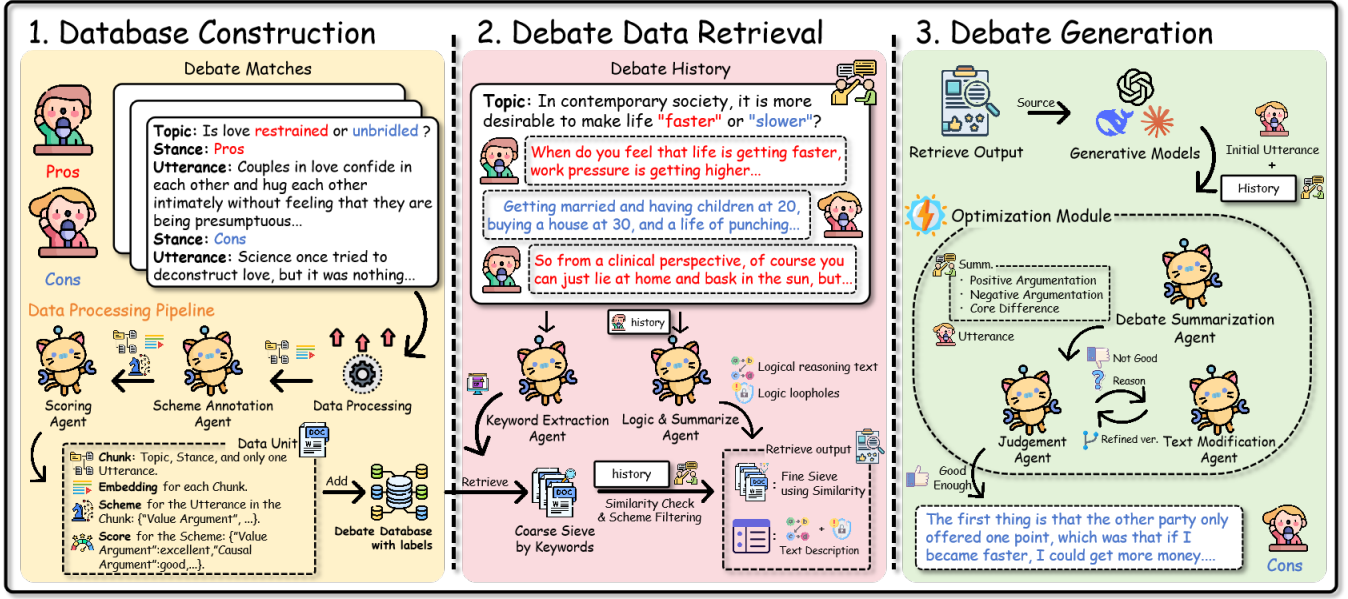 1. Database Construction
Debate Matches
Pros
Cons
Topic: Is love restrained or unbridled ?
Stance: Pros
Utterance: Couples in love confide in
each other and hug each other
intimately without feeling that they are
being presumptuous...
Stance: Cons
Utterance: Science once tried to
deconstruct love, but it was nothing...
Data Processing Pipeline
Scoring
Agent
Scheme Annotation
Agent
Data Processing
Data Unit
DOC
Chunk: Topic, Stance, and only one
Utterance.
Embedding for each Chunk.
Scheme for the Utterance in the
Chunk: {"Value Argument", ...}.
Score for the Scheme: {"Value
Argument":excellent,"Causal
Argument":good,...}.
Add
Debate Database
with labels
2. Debate Data Retrieval
Debate History
Topic: In contemporary society, it is more
desirable to make life "faster" or "slower"?
When do you feel that life is getting faster,
work pressure is getting higher...
Getting married and having children at 20,
buying a house at 30, and a life of punching...
So from a clinical perspective, of course you
can just lie at home and bask in the sun, but...
history
Keyword Extraction
Agent
Logic & Summarize
Agent
Logical reasoning text
Logic loopholes
Retrieve
DOC
Coarse Sieve
by Keywords
history
Similarity Check
& Scheme Filtering
Retrieve output
DOC
: Fine Sieve
using Similarity
: +
Text Description
3. Debate Generation
Retrieve Output
Source
Generative Models
Initial Utterance
+
History
Optimization Module
Summ.
· Positive Argumentation
· Negative Argumentation
· Core Difference
Utterance
Debate Summarization
Agent
Not Good
Reason
Refined ver.
Judgement
Agent
Text Modification
Agent
Good
Enough
The first thing is that the other party only
offered one point, which was that if I
became faster, I could get more money....
Cons